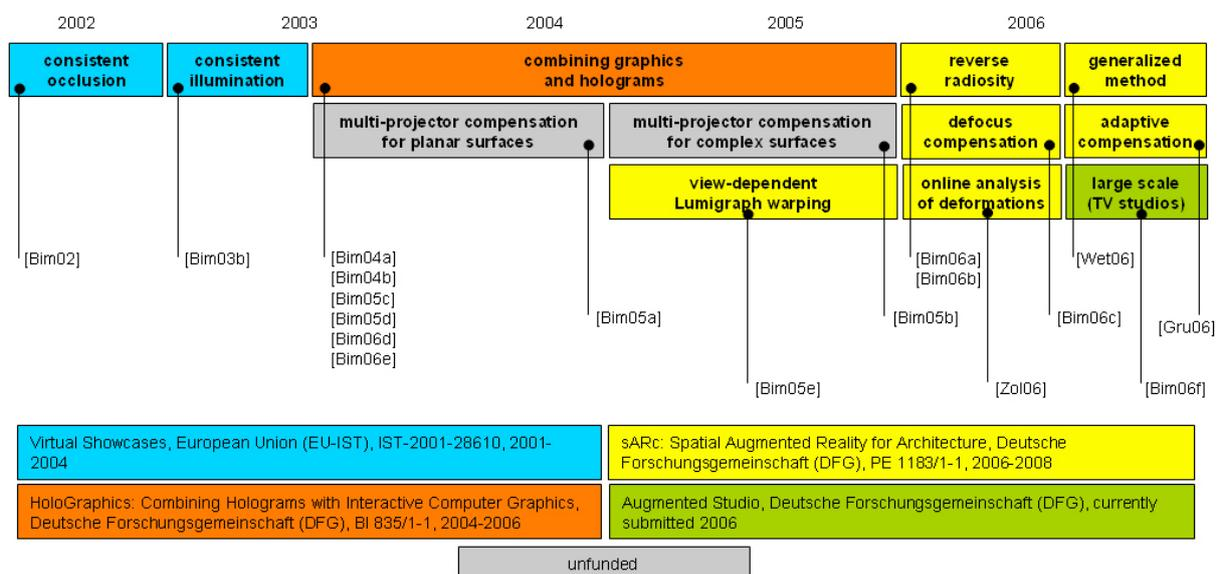 2002 2003 2004 2005 2006
consistent
occlusion
consistent
illumination
combining graphics
and holograms
reverse
radiosity
generalized
method
multi-projector compensation
for planar surfaces
multi-projector compensation
for complex surfaces
defocus
compensation
adaptive
compensation
view-dependent
Lumigraph warping
online analysis
of deformations
large scale
(TV studios)
[Bim02]
[Bim03b]
[Bim04a]
[Bim04b]
[Bim05c]
[Bim05d]
[Bim06d]
[Bim06e]
[Bim05a]
[Bim05e]
[Bim05b]
[Bim06a]
[Bim06b]
[Zol06]
[Bim06c]
[Wet06]
[Bim06f]
[Gru06]
Virtual Showcases, European Union (EU-IST), IST-2001-28610, 2001-
2004
sARc: Spatial Augmented Reality for Architecture, Deutsche
Forschungsgemeinschaft (DFG), PE 1183/1-1, 2006-2008
HoloGraphics: Combining Holograms with Interactive Computer Graphics,
Deutsche Forschungsgemeinschaft (DFG), BI 835/1-1, 2004-2006
Augmented Studio, Deutsche Forschungsgemeinschaft (DFG), currently
submitted 2006
unfunded